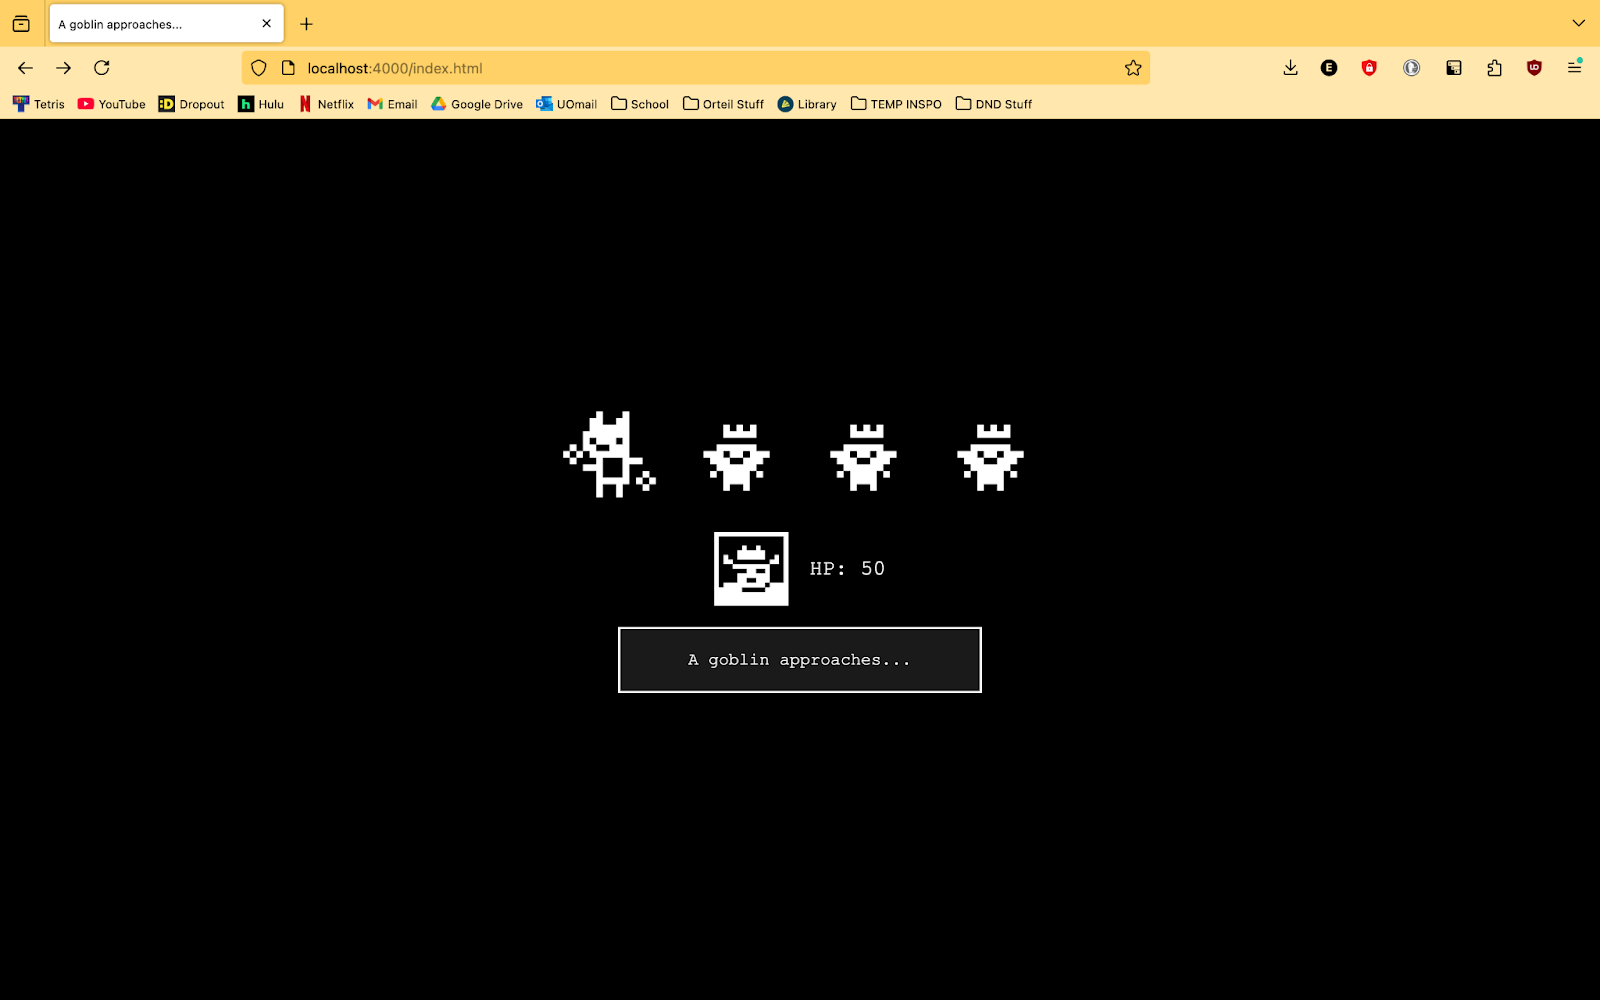 A goblin approaches...
localhost:4000/index.html
E
UD
Tetris YouTube D Dropout h Hulu Netflix Email Google Drive UOmail School Orteil Stuff Library TEMP INSPO DND Stuff
HP: 50
A goblin approaches...